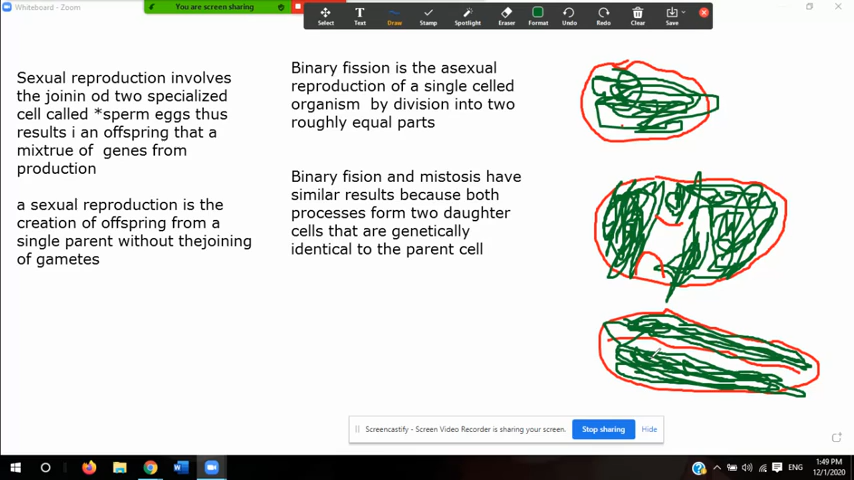 Whiteboard - Zoom
You are screen sharing
Select
Text
Draw
Stamp
Spotlight
Eraser
Format
Undo
Redo
Clear
Save
Sexual reproduction involves
the joinin od two specialized
cell called *sperm eggs thus
results i an offspring that a
mixtrue of genes from
production
a sexual reproduction is the
creation of offspring from a
single parent without thejoining
of gametes
Binary fission is the asexual
reproduction of a single celled
organism by division into two
roughly equal parts
Binary fision and mistosis have
similar results because both
processes form two daughter
cells that are genetically
identical to the parent cell
Screencastify - Screen Video Recorder is sharing your screen.
Stop sharing
Hide
ENG
1:49 PM
12/1/2020